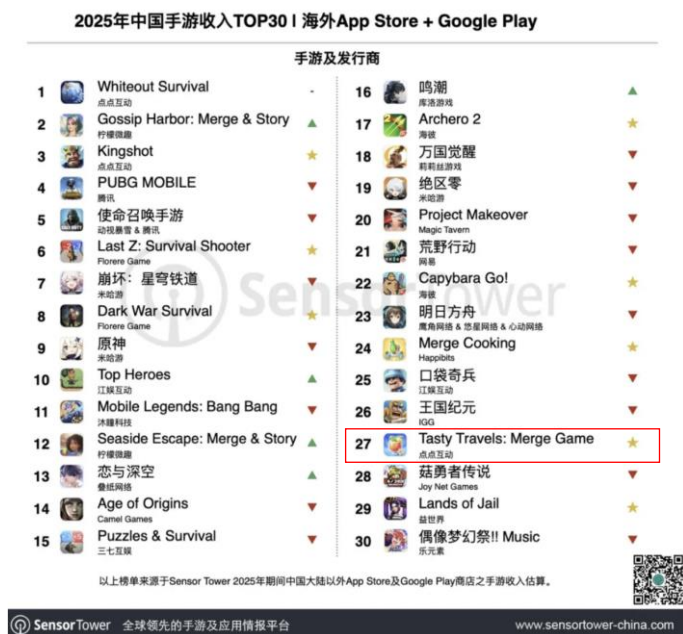 2025年中国手游收入TOP30 | 海外App Store + Google Play
手游及发行商
1 Whiteout Survival -
点点互动
2 Gossip Harbor: Merge & Story ▲
柠檬微趣
3 Kingshot ★
点点互动
4 PUBG MOBILE ▼
腾讯
5 使命召唤手游 ▼
动视暴雪 & 腾讯
6 Last Z: Survival Shooter ★
Florere Game
7 崩坏：星穹铁道 ▼
米哈游
8 Dark War Survival ★
Florere Game
9 原神 ▼
米哈游
10 Top Heroes ▲
江娱互动
11 Mobile Legends: Bang Bang ▼
沐瞳科技
12 Seaside Escape: Merge & Story ▲
柠檬微趣
13 恋与深空 ▲
叠纸网络
14 Age of Origins ▼
Camel Games
15 Puzzles & Survival ▼
三七互娱
16 鸣潮 ▲
库洛游戏
17 Archero 2 ★
海彼
18 万国觉醒 ▼
莉莉丝游戏
19 绝区零 ▼
米哈游
20 Project Makeover ▼
Magic Tavern
21 荒野行动 ▼
网易
22 Capybara Go! ★
海彼
23 明日方舟 ▼
鹰角网络 & 悠星网络 & 心动网络
24 Merge Cooking ★
Happibits
25 口袋奇兵 ▼
江娱互动
26 王国纪元 ▼
IGG
27 Tasty Travels: Merge Game ★
点点互动
28 菇勇者传说 ▼
Joy Net Games
29 Lands of Jail ★
益世界
30 偶像梦幻祭!! Music ▼
乐元素
SensorTower
以上榜单来源于Sensor Tower 2025年期间中国大陆以外App Store及Google Play商店之手游收入估算。
SensorTower 全球领先的手游及应用情报平台 www.sensortower-china.com